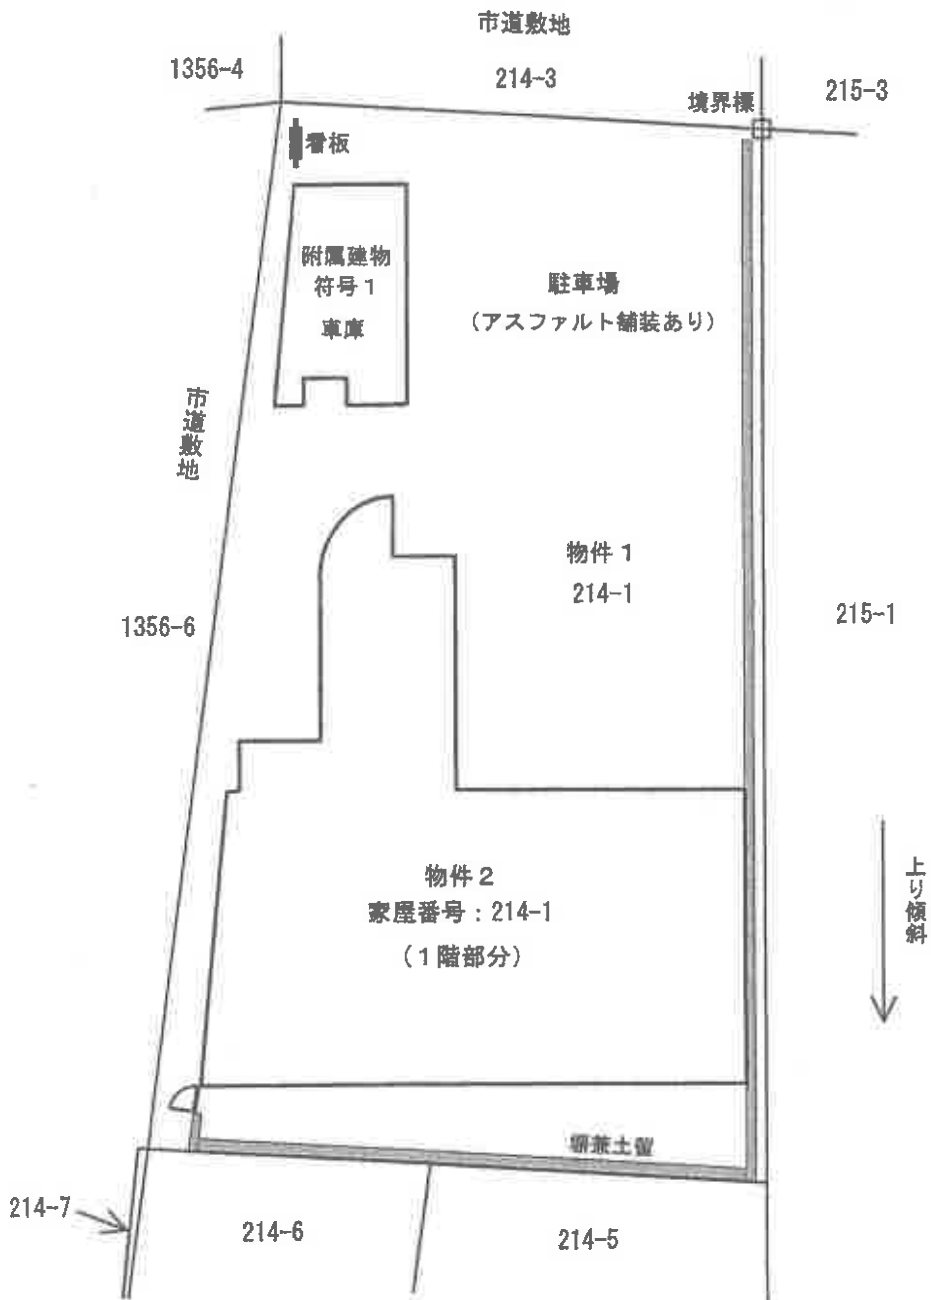 市道敷地
1356-4
214-3
215-3
境界標
看板
附属建物
符号1
車庫
駐車場
(アスファルト舗装あり)
市道敷地
物件1
214-1
1356-6
215-1
物件2
家屋番号:214-1
(1階部分)
上り傾斜
塀兼土留
214-7
214-6
214-5